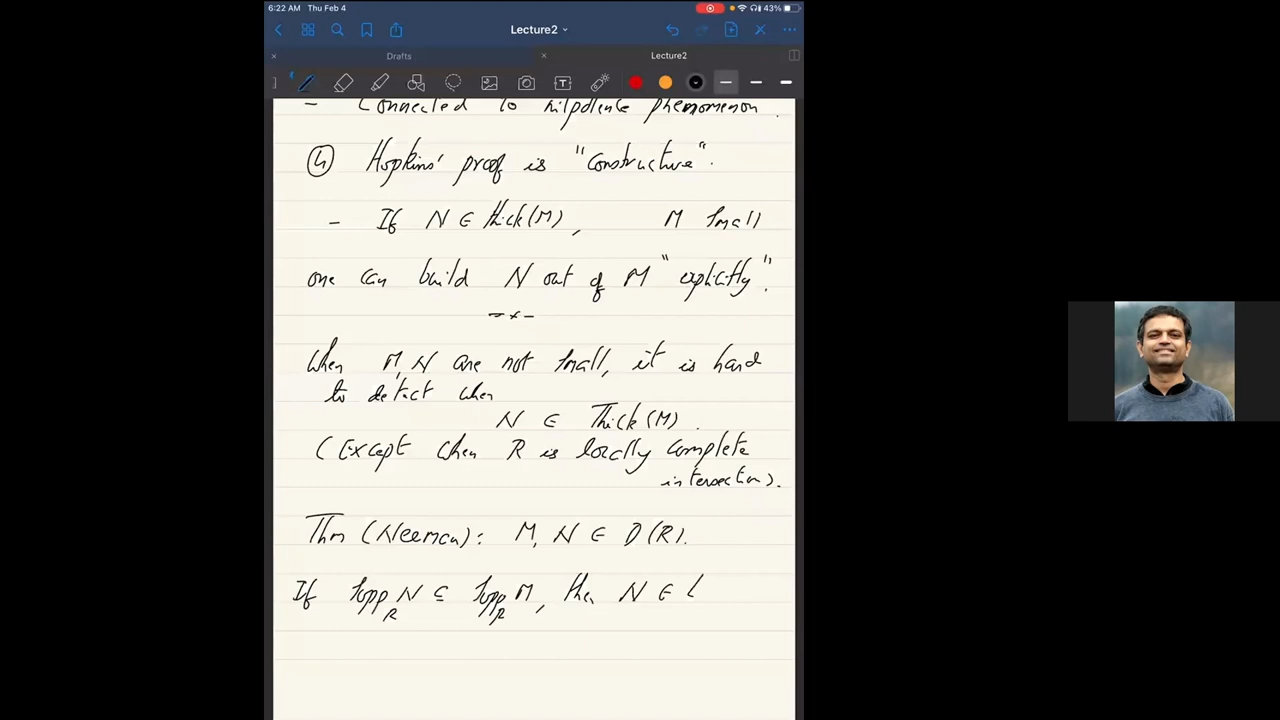 6:22 AM Thu Feb 4
43%
Lecture2
Drafts
Lecture2
- Connected to nilpotence phenomenon.
④ Hopkins' proof is "constructive".
- If N ∈ thick(M), M small
one can build N out of M "explicitly".
When M, N are not small, it is hard
to detect when
N ∈ Thick(M).
(Except when R is locally complete
intersection).
Thm (Neeman): M, N ∈ D(R).
If Supp_R N ⊆ Supp_R M, then N ∈ L